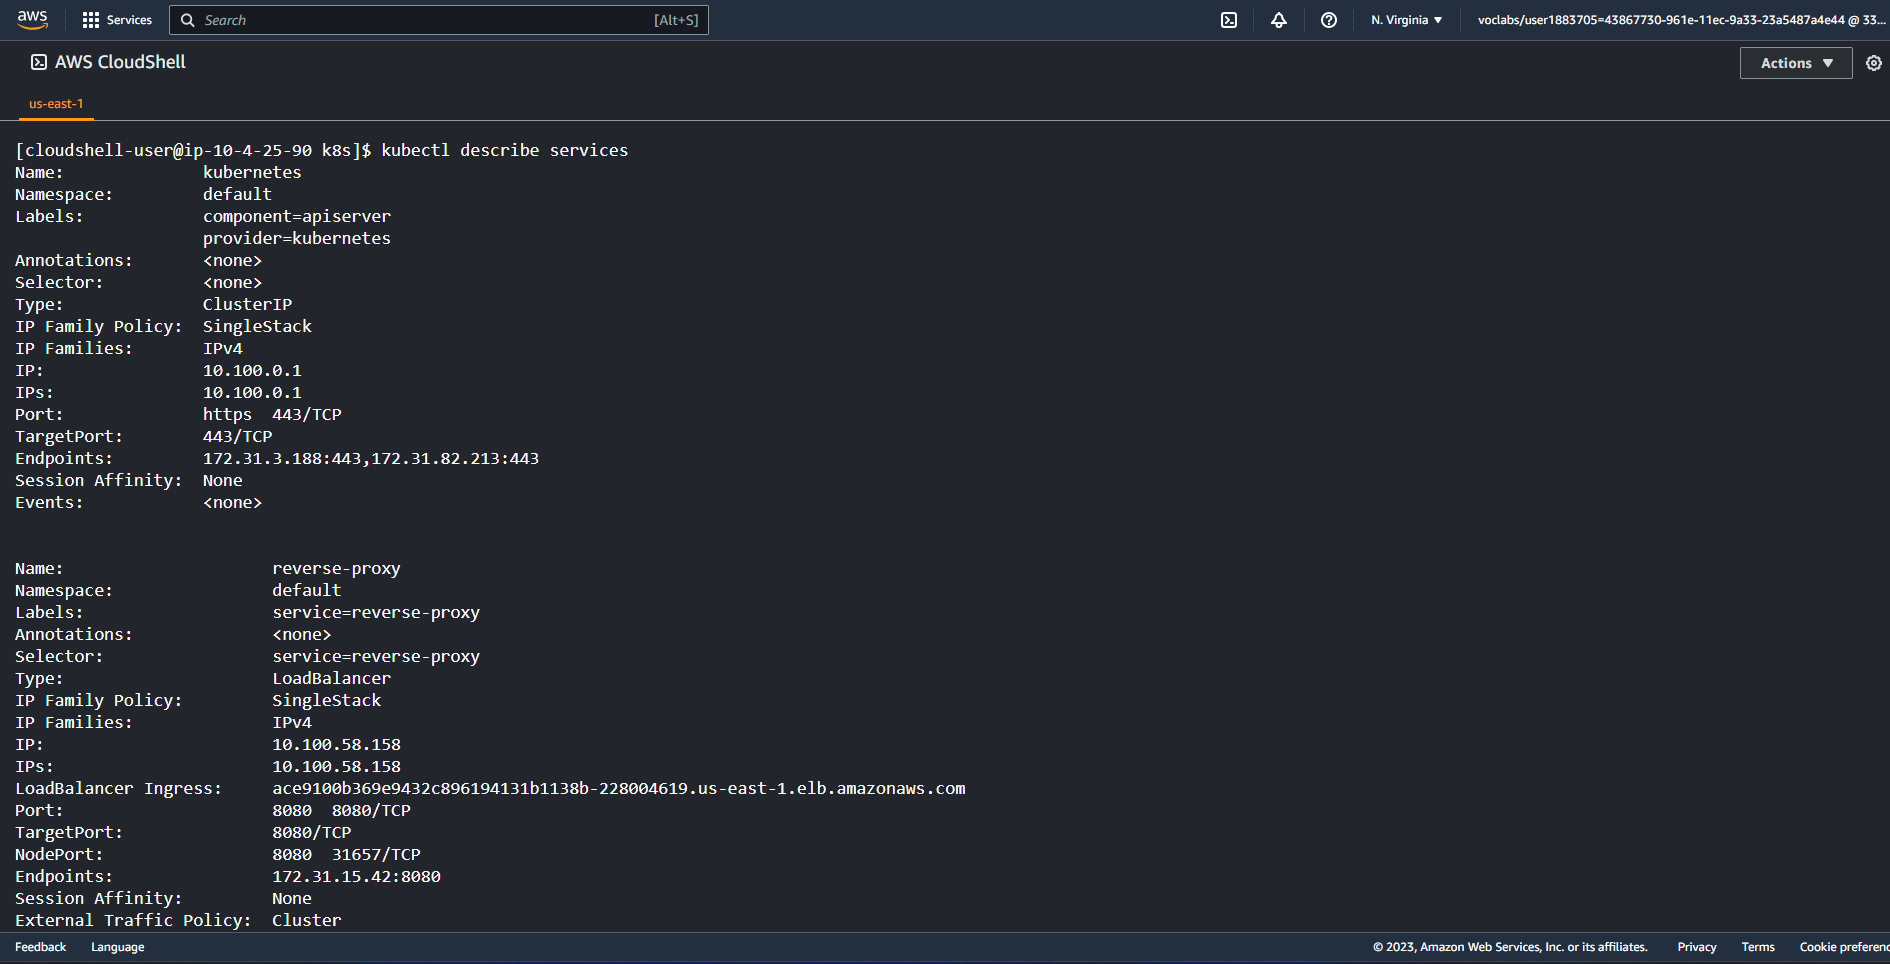 aws Services Search [Alt+S] N. Virginia voclabs/user1883705=43867730-961e-11ec-9a33-23a5487a4e44 @ 33...
AWS CloudShell Actions
us-east-1
[cloudshell-user@ip-10-4-25-90 k8s]$ kubectl describe services
Name: kubernetes
Namespace: default
Labels: component=apiserver
provider=kubernetes
Annotations: <none>
Selector: <none>
Type: ClusterIP
IP Family Policy: SingleStack
IP Families: IPv4
IP: 10.100.0.1
IPs: 10.100.0.1
Port: https 443/TCP
TargetPort: 443/TCP
Endpoints: 172.31.3.188:443,172.31.82.213:443
Session Affinity: None
Events: <none>
Name: reverse-proxy
Namespace: default
Labels: service=reverse-proxy
Annotations: <none>
Selector: service=reverse-proxy
Type: LoadBalancer
IP Family Policy: SingleStack
IP Families: IPv4
IP: 10.100.58.158
IPs: 10.100.58.158
LoadBalancer Ingress: ace9100b369e9432c896194131b1138b-228004619.us-east-1.elb.amazonaws.com
Port: 8080 8080/TCP
TargetPort: 8080/TCP
NodePort: 8080 31657/TCP
Endpoints: 172.31.15.42:8080
Session Affinity: None
External Traffic Policy: Cluster
Feedback Language © 2023, Amazon Web Services, Inc. or its affiliates. Privacy Terms Cookie preferenc